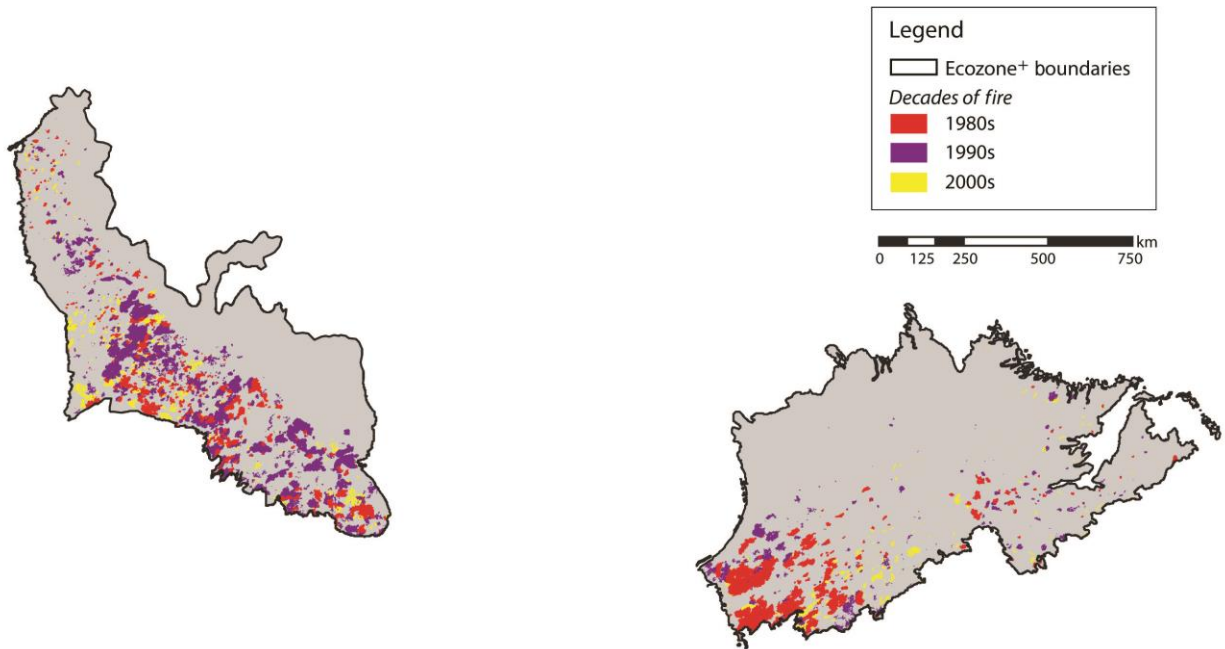 Legend
Ecozone⁺ boundaries
Decades of fire
1980s
1990s
2000s
km
0 125 250 500 750